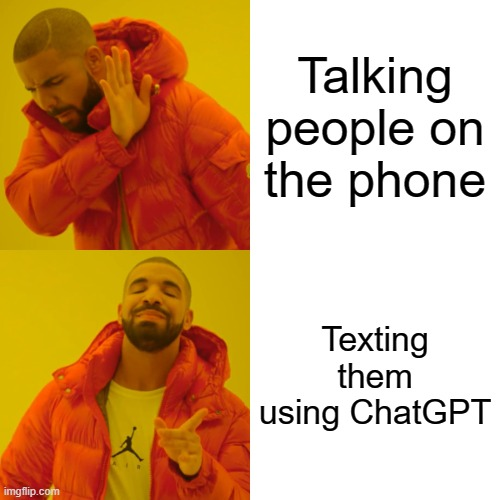 Talking
people on
the phone
Texting
them
using ChatGPT
imgflip.com